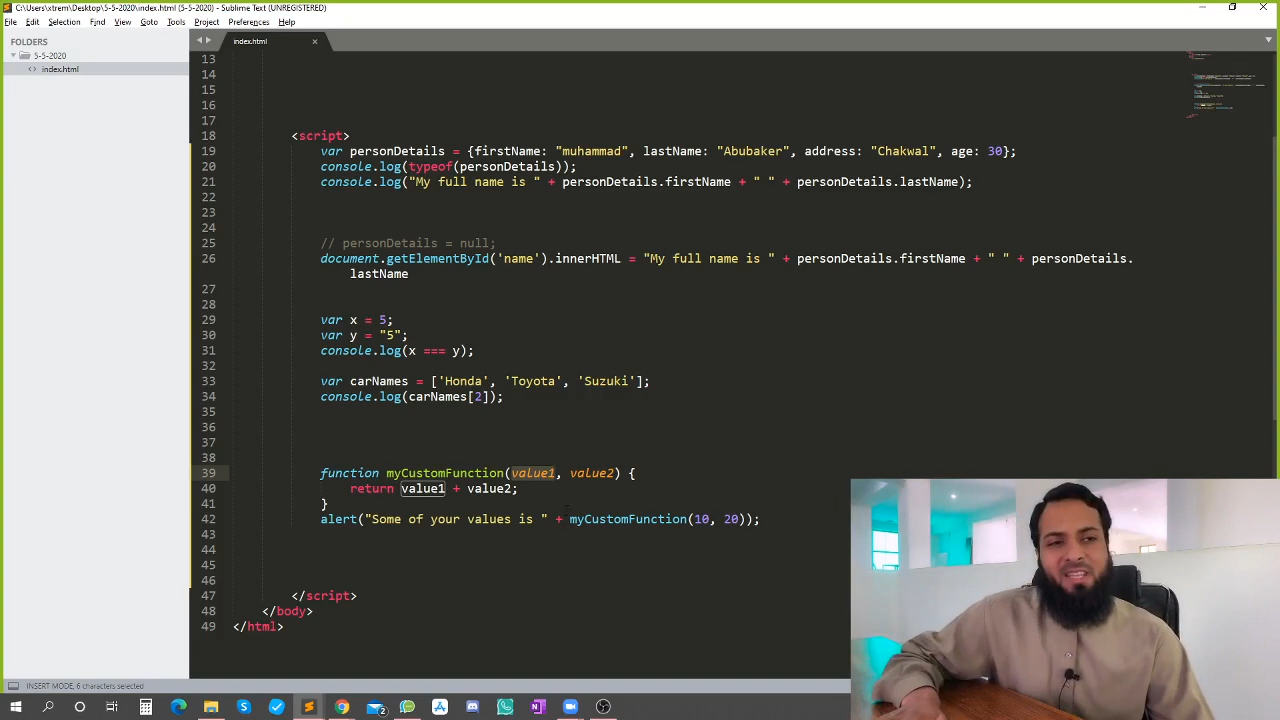 C:\Users\xtrem\Desktop\5-5-2020\index.html (5-5-2020) - Sublime Text (UNREGISTERED)
File Edit Selection Find View Goto Tools Project Preferences Help
FOLDERS
5-5-2020
index.html
index.html
13
14
15
16
17
18 <script>
19 var personDetails = {firstName: "muhammad", lastName: "Abubaker", address: "Chakwal", age: 30};
20 console.log(typeof(personDetails));
21 console.log("My full name is " + personDetails.firstName + " " + personDetails.lastName);
22
23
24
25 // personDetails = null;
26 document.getElementById('name').innerHTML = "My full name is " + personDetails.firstName + " " + personDetails.
lastName
27
28
29 var x = 5;
30 var y = "5";
31 console.log(x === y);
32
33 var carNames = ['Honda', 'Toyota', 'Suzuki'];
34 console.log(carNames[2]);
35
36
37
38
39 function myCustomFunction(value1, value2) {
40 return value1 + value2;
41 }
42 alert("Some of your values is " + myCustomFunction(10, 20));
43
44
45
46
47 </script>
48 </body>
49 </html>
INSERT MODE, 6 characters selected